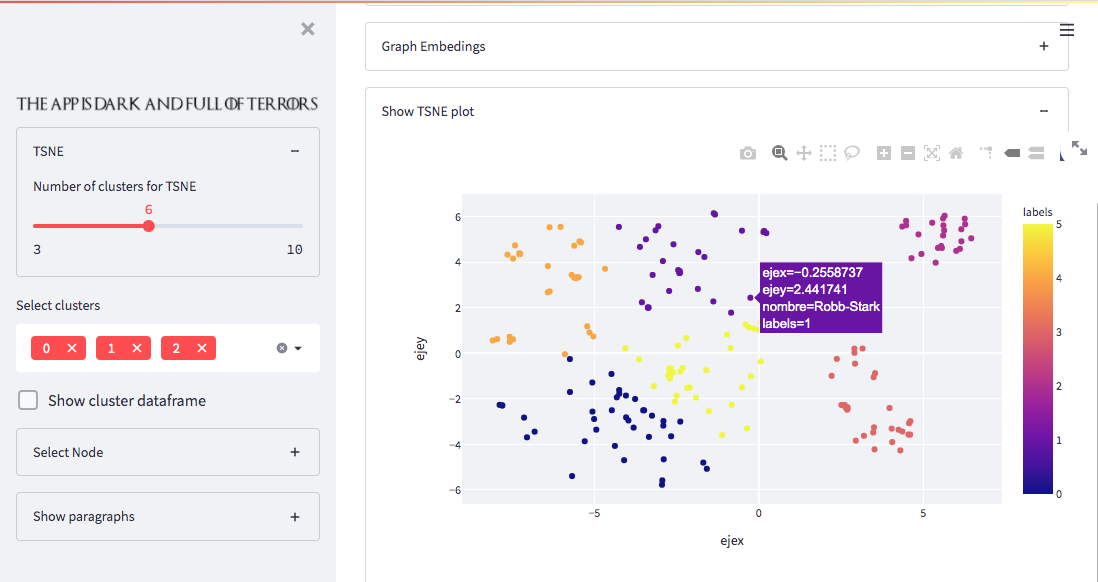 THE APP IS DARK AND FULL OF TERRORS
TSNE
Number of clusters for TSNE
6
3 10
Select clusters
0 1 2
Show cluster dataframe
Select Node
Show paragraphs
Graph Embedings
Show TSNE plot
labels
ejey
6
4
2
0
−2
−4
−6
−5 0 5
ejex
ejex=−0.2558737
ejey=2.441741
nombre=Robb-Stark
labels=1
5
4
3
2
1
0